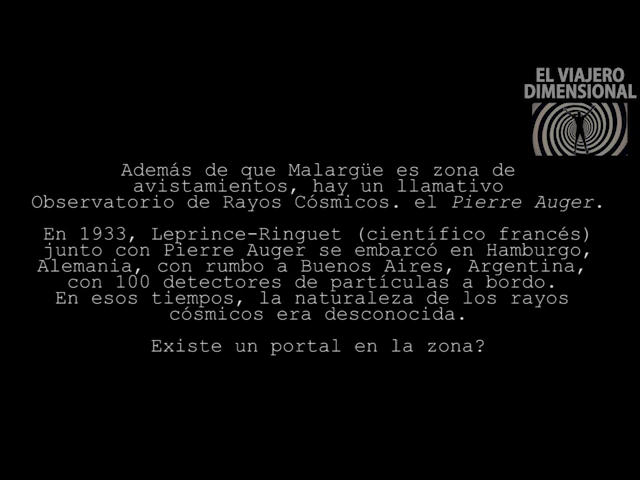 EL VIAJERO
DIMENSIONAL
Además de que Malargüe es zona de
avistamientos, hay un llamativo
Observatorio de Rayos Cósmicos. el Pierre Auger.
En 1933, Leprince-Ringuet (científico francés)
junto con Pierre Auger se embarcó en Hamburgo,
Alemania, con rumbo a Buenos Aires, Argentina,
con 100 detectores de partículas a bordo.
En esos tiempos, la naturaleza de los rayos
cósmicos era desconocida.
Existe un portal en la zona?